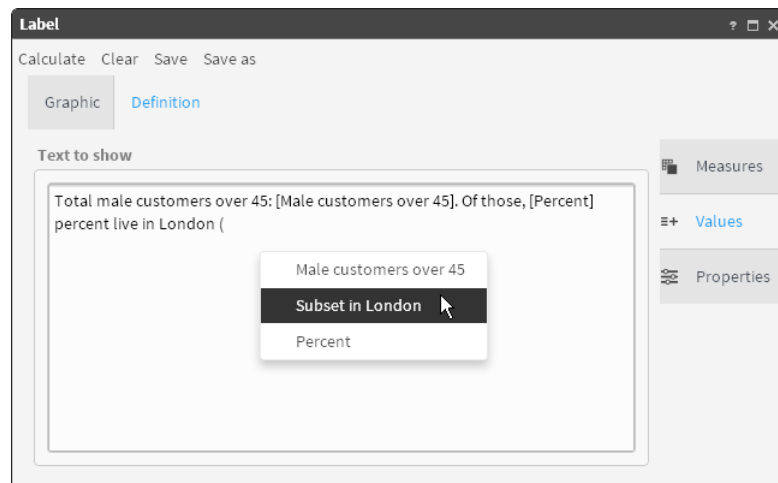 Label
?
Calculate Clear Save Save as
Graphic Definition
Text to show
Total male customers over 45: [Male customers over 45]. Of those, [Percent]
percent live in London (
Male customers over 45
Subset in London
Percent
Measures
Values
Properties